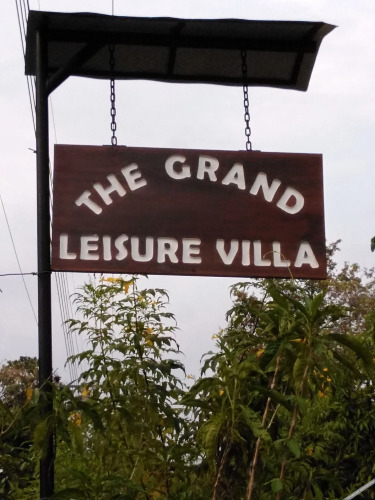 THE GRAND
LEISURE VILLA